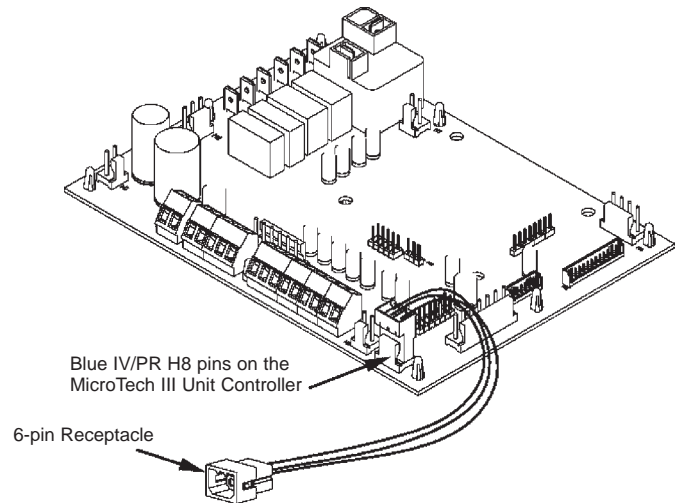 Blue IV/PR H8 pins on the
MicroTech III Unit Controller
6-pin Receptacle